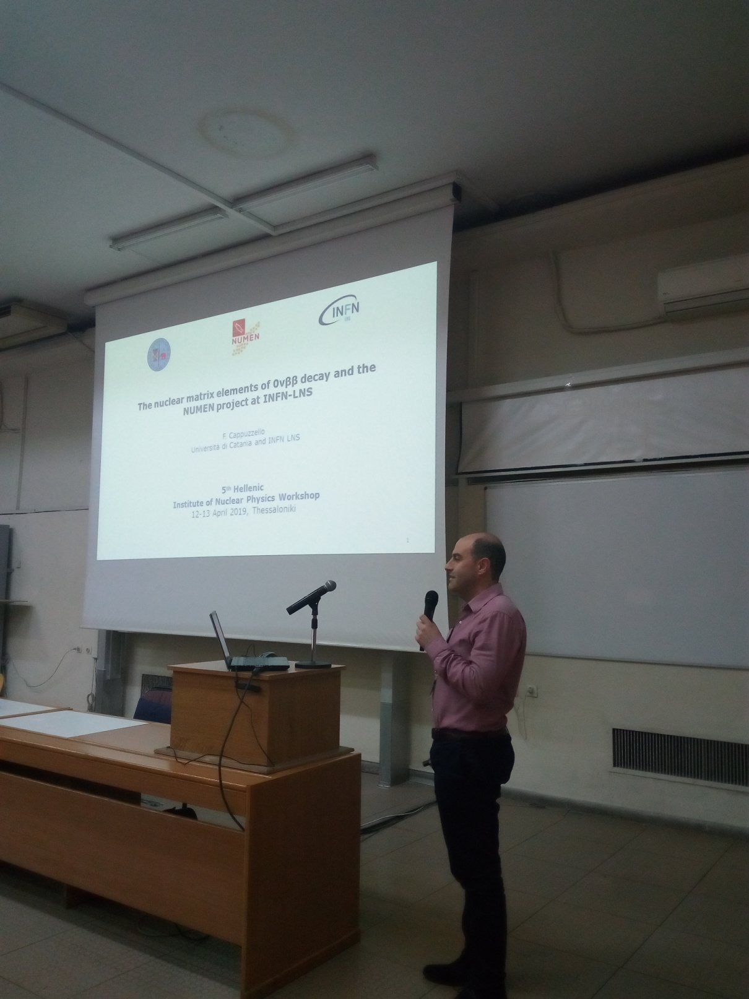 NUMEN
INFN
The nuclear matrix elements of 0νββ decay and the
NUMEN project at INFN-LNS
F. Cappuzzello
Università di Catania and INFN LNS
5th Hellenic
Institute of Nuclear Physics Workshop
12-13 April 2019, Thessaloniki
1